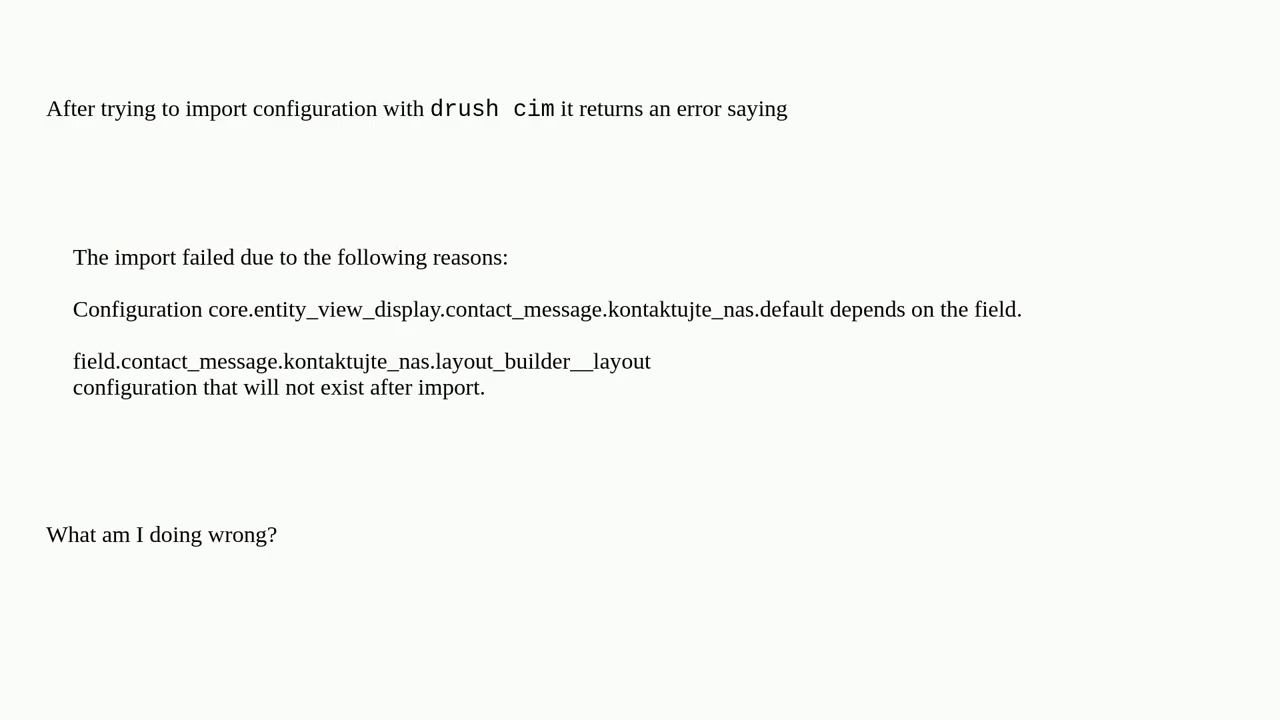 After trying to import configuration with drush cim it returns an error saying
The import failed due to the following reasons:
Configuration core.entity_view_display.contact_message.kontaktujte_nas.default depends on the field.
field.contact_message.kontaktujte_nas.layout_builder__layout
configuration that will not exist after import.
What am I doing wrong?